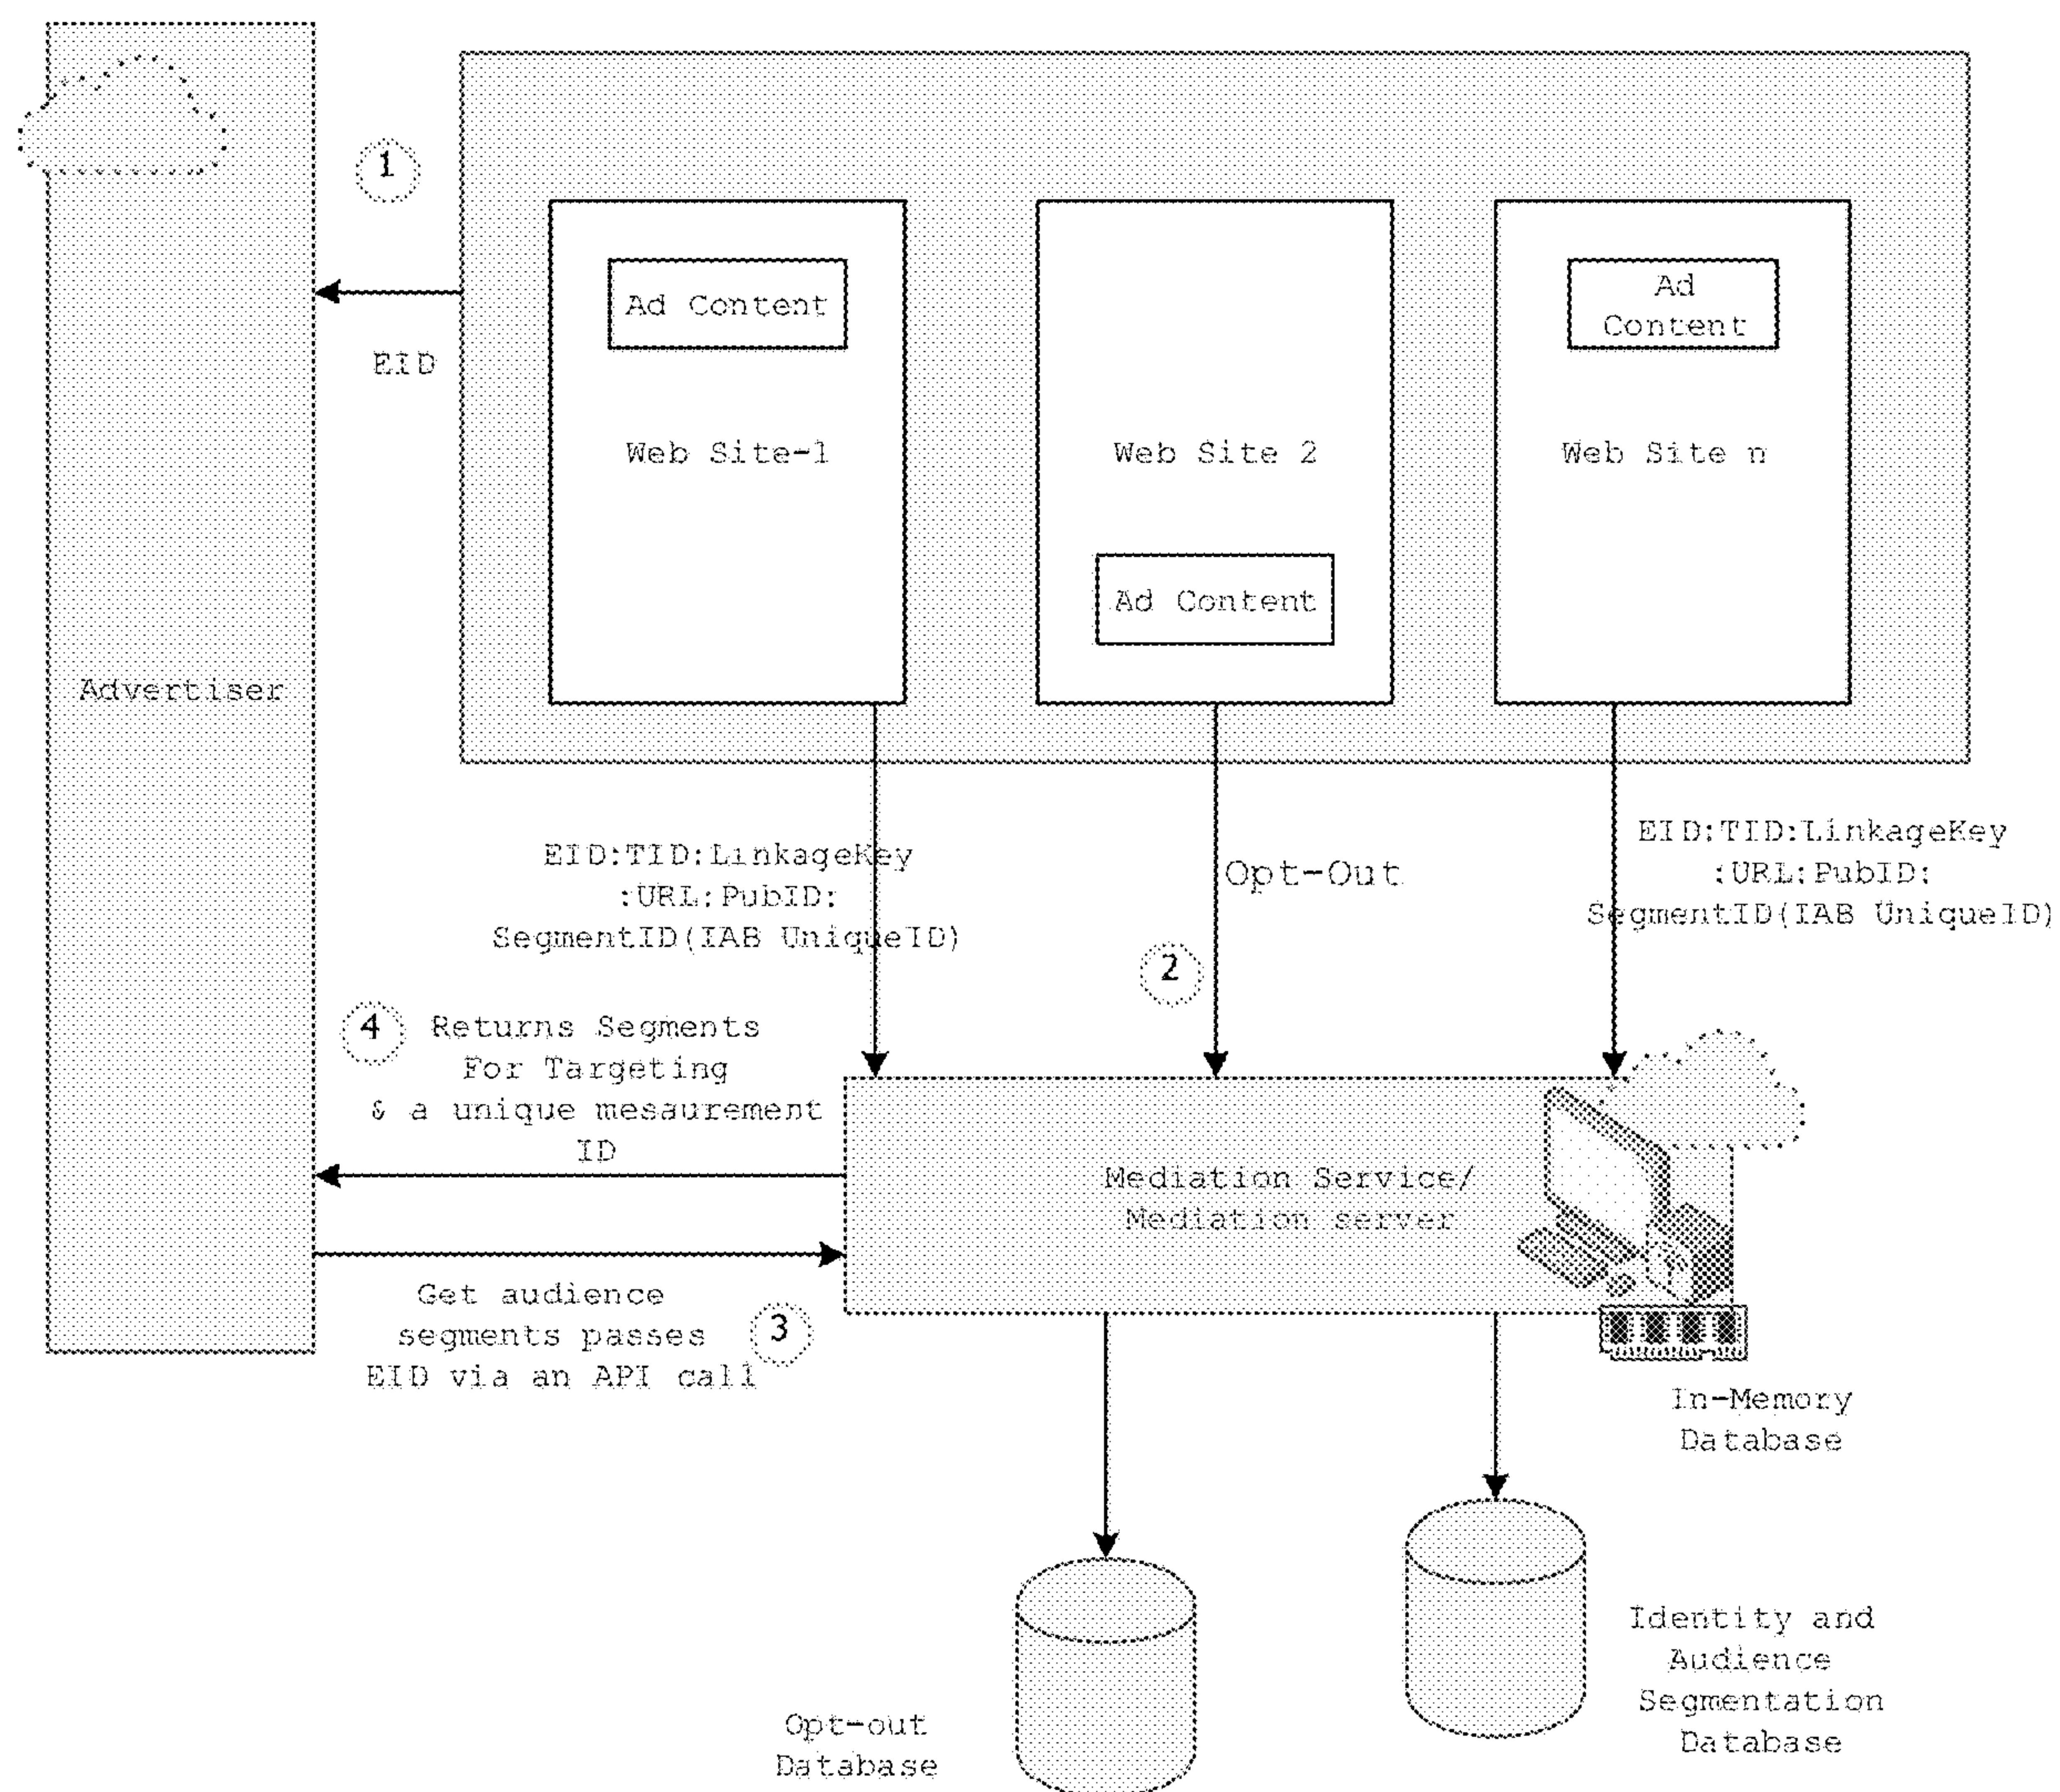 1
EID
Advertiser
Ad Content
Web Site-1
Web Site 2
Ad Content
Ad
Content
Web Site n
EID:TID:LinkageKey
:URL:PubID:
SegmentID(IAB UniqueID)
Opt-Out
2
EID:TID:LinkageKey
:URL:PubID:
SegmentID(IAB UniqueID)
4
Returns Segments
For Targeting
& a unique mesaurement
ID
Mediation Service/
Mediation server
Get audience
segments passes
EID via an API call
3
In-Memory
Database
Opt-out
Database
Identity and
Audience
Segmentation
Database